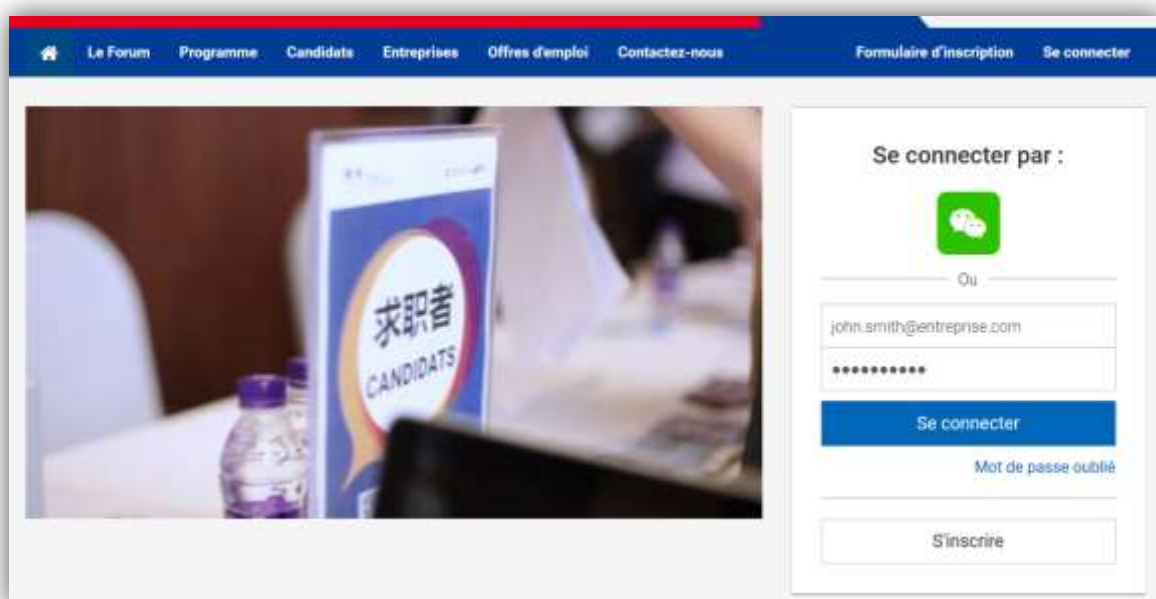 Le Forum
Programme
Candidats
Entreprises
Offres d'emploi
Contactez-nous
Formulaire d'inscription
Se connecter
求职者
CANDIDATS
Se connecter par :
Ou
john.smith@entreprise.com
Se connecter
Mot de passe oublié
S'inscrire